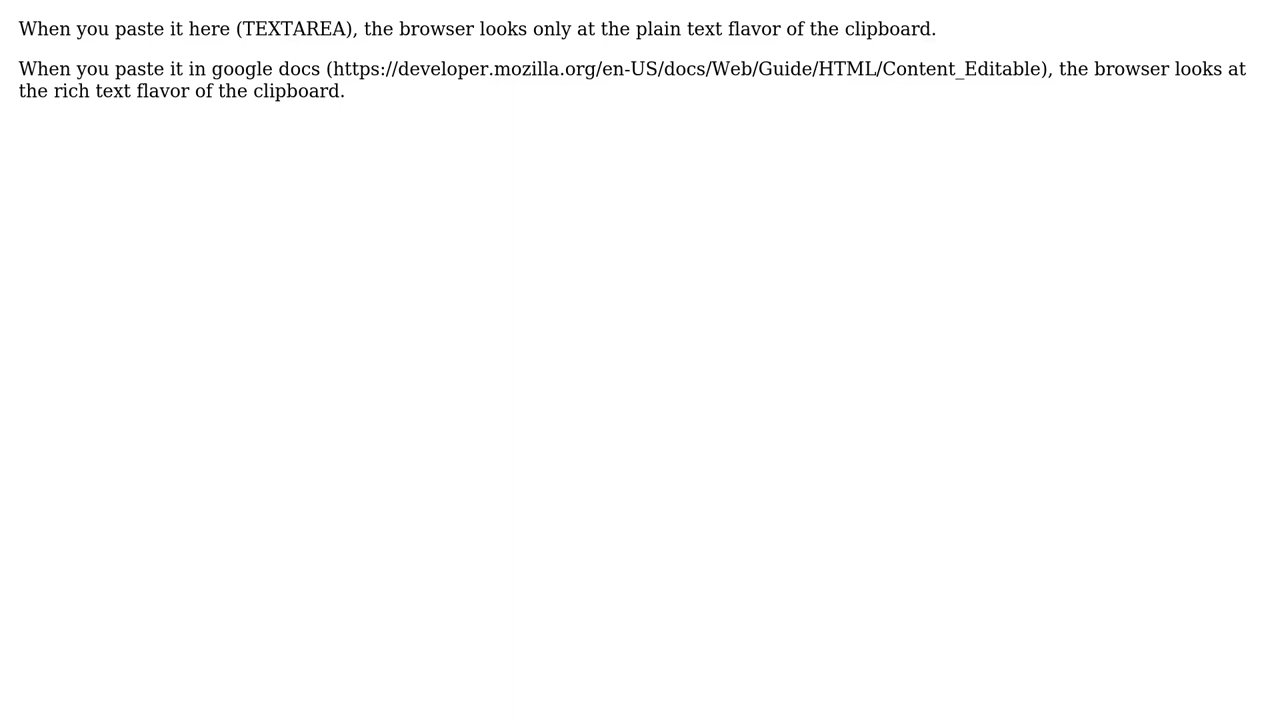 When you paste it here (TEXTAREA), the browser looks only at the plain text flavor of the clipboard.
When you paste it in google docs (https://developer.mozilla.org/en-US/docs/Web/Guide/HTML/Content_Editable), the browser looks at
the rich text flavor of the clipboard.